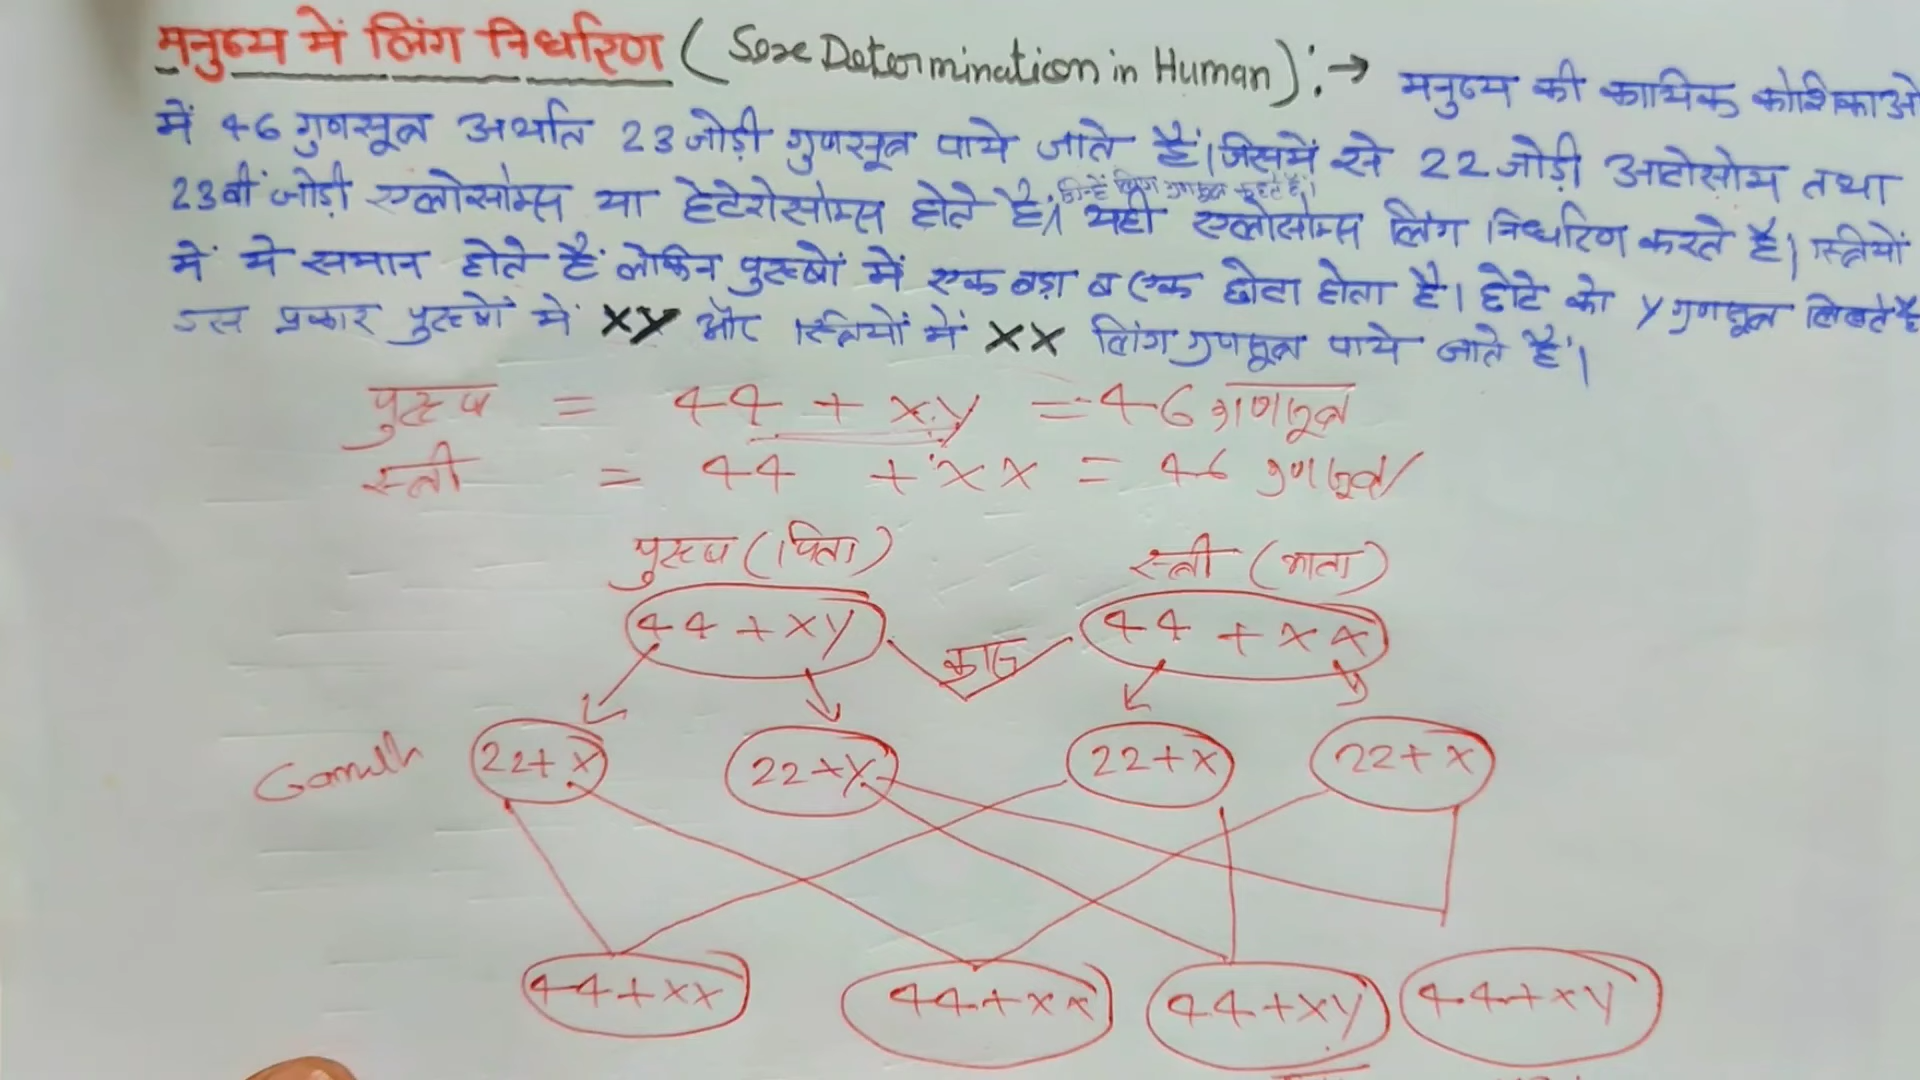 मनुष्य में लिंग निर्धारण (Sex Determination in Human):→ मनुष्य की कायिक कोशिकाओ
में 46 गुणसूत्र अर्थात 23 जोड़ी गुणसूत्र पाये जाते हैं। जिसमें से 22 जोड़ी आटोसोम तथा
23वीं जोड़ी एलोसोम्स या हेटेरोसोम्स होते हैं। जिन्हें लिंग गुणसूत्र कहते हैं। यही एलोसोम्स लिंग निर्धारण करते है। स्त्रियों
में ये समान होते हैं लेकिन पुरुषों में एक बड़ा व एक छोटा होता है। छोटे को Y गुणसूत्र लिखते है
इस प्रकार पुरुषों में XY और स्त्रियों में XX लिंग गुणसूत्र पाये जाते हैं।
पुरुष = 44 + XY = 46 गुणसूत्र
स्त्री = 44 + XX = 46 गुणसूत्र
पुरुष (पिता) स्त्री (माता)
44 + XY क्रास 44 + XX
22+X 22+Y 22+X 22+X
44+XX 44+XX 44+XY 44+XY